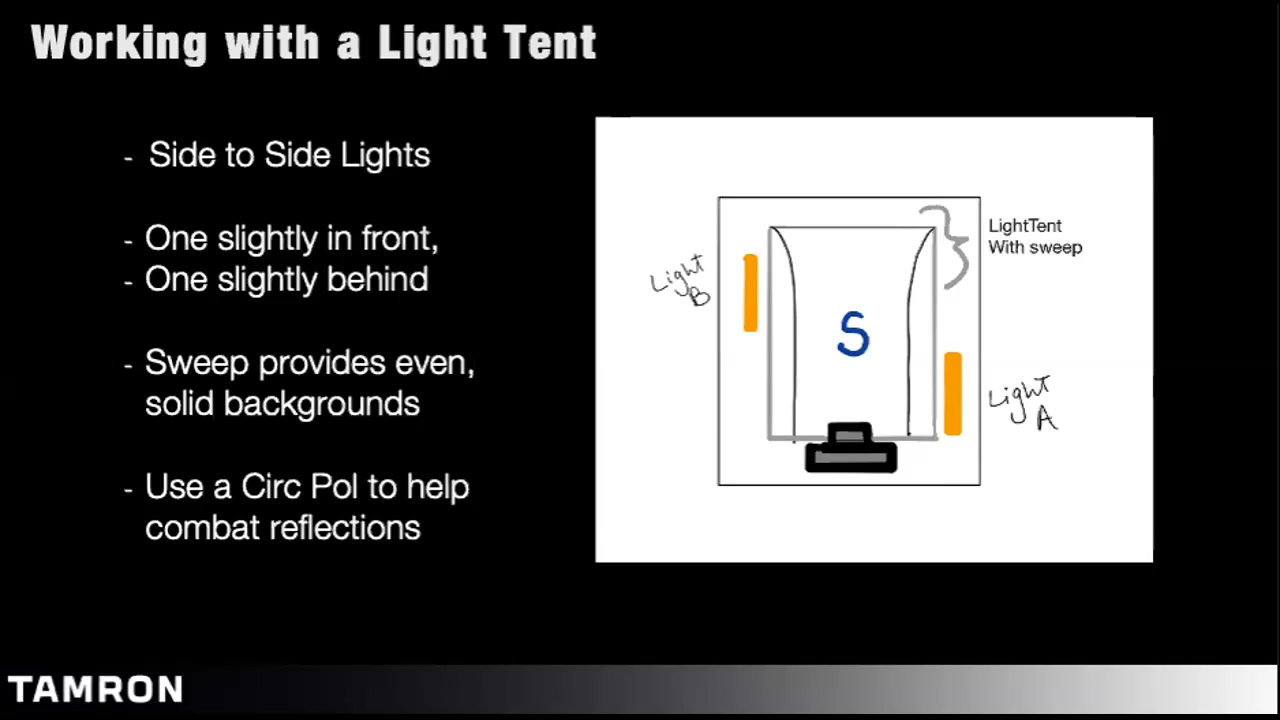 Working with a Light Tent
- Side to Side Lights
- One slightly in front,
- One slightly behind
- Sweep provides even,
solid backgrounds
- Use a Circ Pol to help
combat reflections
LightTent
With sweep
Light
B
S
Light
A
TAMRON